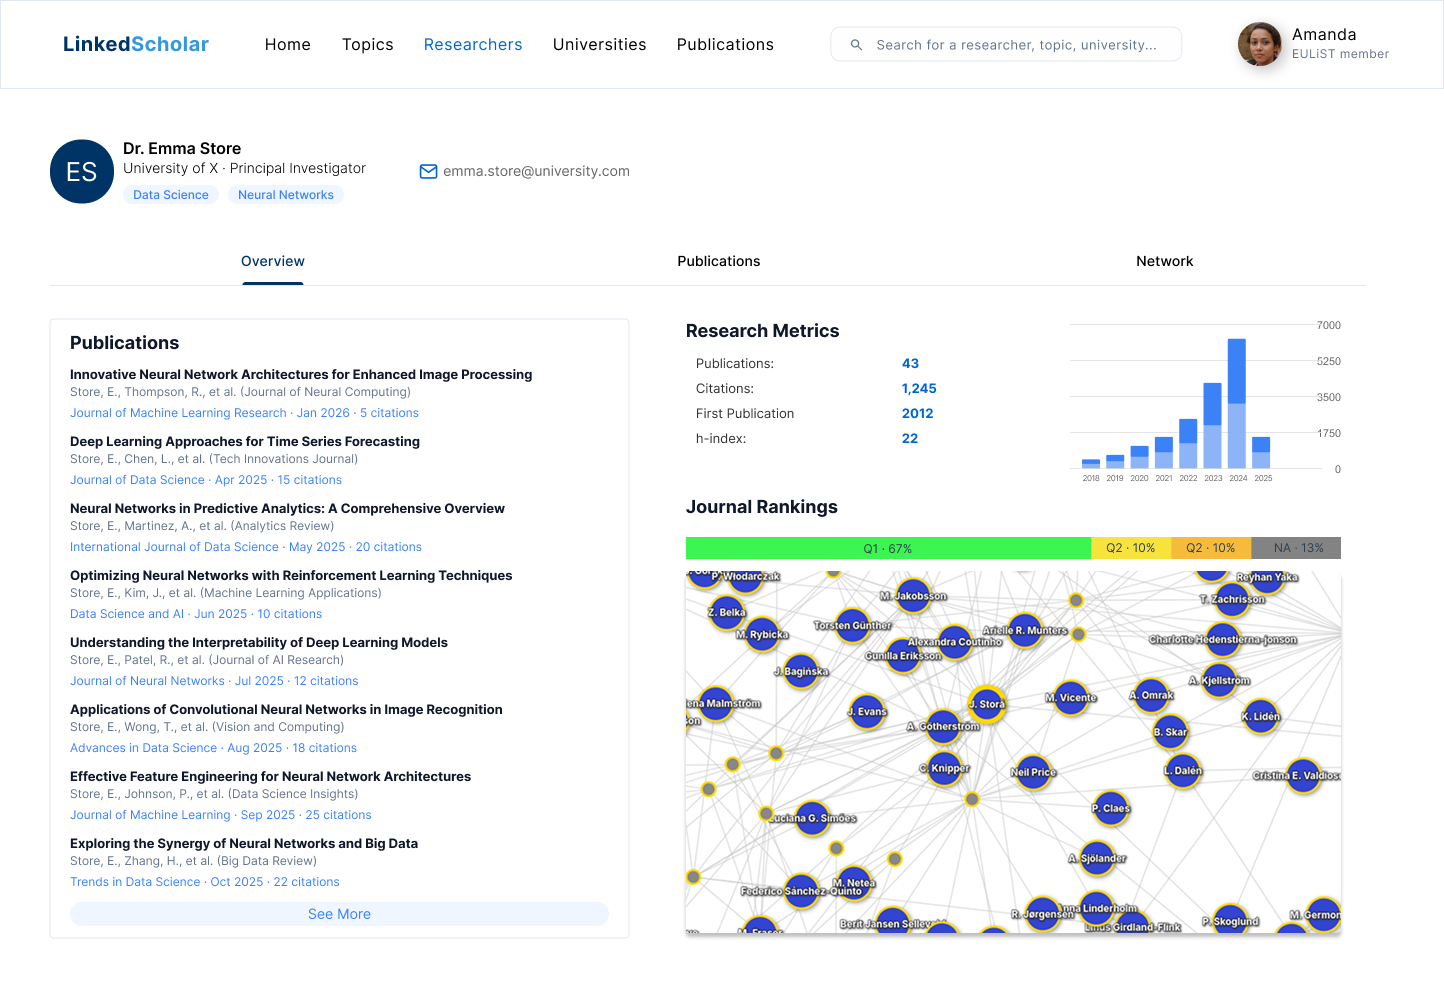 LinkedScholar
Home
Topics
Researchers
Universities
Publications
Search for a researcher, topic, university...
Amanda
EULiST member
ES
Dr. Emma Store
University of X · Principal Investigator
Data Science
Neural Networks
emma.store@university.com
Overview
Publications
Network
Publications
Innovative Neural Network Architectures for Enhanced Image Processing
Store, E., Thompson, R., et al. (Journal of Neural Computing)
Journal of Machine Learning Research · Jan 2026 · 5 citations
Deep Learning Approaches for Time Series Forecasting
Store, E., Chen, L., et al. (Tech Innovations Journal)
Journal of Data Science · Apr 2025 · 15 citations
Neural Networks in Predictive Analytics: A Comprehensive Overview
Store, E., Martinez, A., et al. (Analytics Review)
International Journal of Data Science · May 2025 · 20 citations
Optimizing Neural Networks with Reinforcement Learning Techniques
Store, E., Kim, J., et al. (Machine Learning Applications)
Data Science and AI · Jun 2025 · 10 citations
Understanding the Interpretability of Deep Learning Models
Store, E., Patel, R., et al. (Journal of AI Research)
Journal of Neural Networks · Jul 2025 · 12 citations
Applications of Convolutional Neural Networks in Image Recognition
Store, E., Wong, T., et al. (Vision and Computing)
Advances in Data Science · Aug 2025 · 18 citations
Effective Feature Engineering for Neural Network Architectures
Store, E., Johnson, P., et al. (Data Science Insights)
Journal of Machine Learning · Sep 2025 · 25 citations
Exploring the Synergy of Neural Networks and Big Data
Store, E., Zhang, H., et al. (Big Data Review)
Trends in Data Science · Oct 2025 · 22 citations
See More
Research Metrics
Publications: 43
Citations: 1,245
First Publication 2012
h-index: 22
7000
5250
3500
1750
0
2018 2019 2020 2021 2022 2023 2024 2025
Journal Rankings
Q1 · 67%
Q2 · 10%
Q2 · 10%
NA · 13%
P. Włodarczak
Reyhan Yaka
Z. Belka
M. Jakobsson
T. Zachrisson
M. Rybicka
Torsten Günther
Arielle R. Munters
Alexandra Coutinho
Charlotte Hedenstierna-Jonson
Gunilla Eriksson
J. Bagińska
A. Kjellström
ena Malmström
J. Evans
J. Storå
M. Vicente
A. Omrak
K. Lidén
A. Götherström
B. Skar
C. Knipper
Neil Price
L. Dalén
Cristina E. Valdios
P. Claes
Luciana G. Simões
A. Sjölander
M. Netea
Federico Sánchez-Quinto
Anna Linderholm
R. Jørgensen
M. Germon
P. Skoglund
Berit Jansen Sellev
Linus Girdland-Flink
M. Fraser